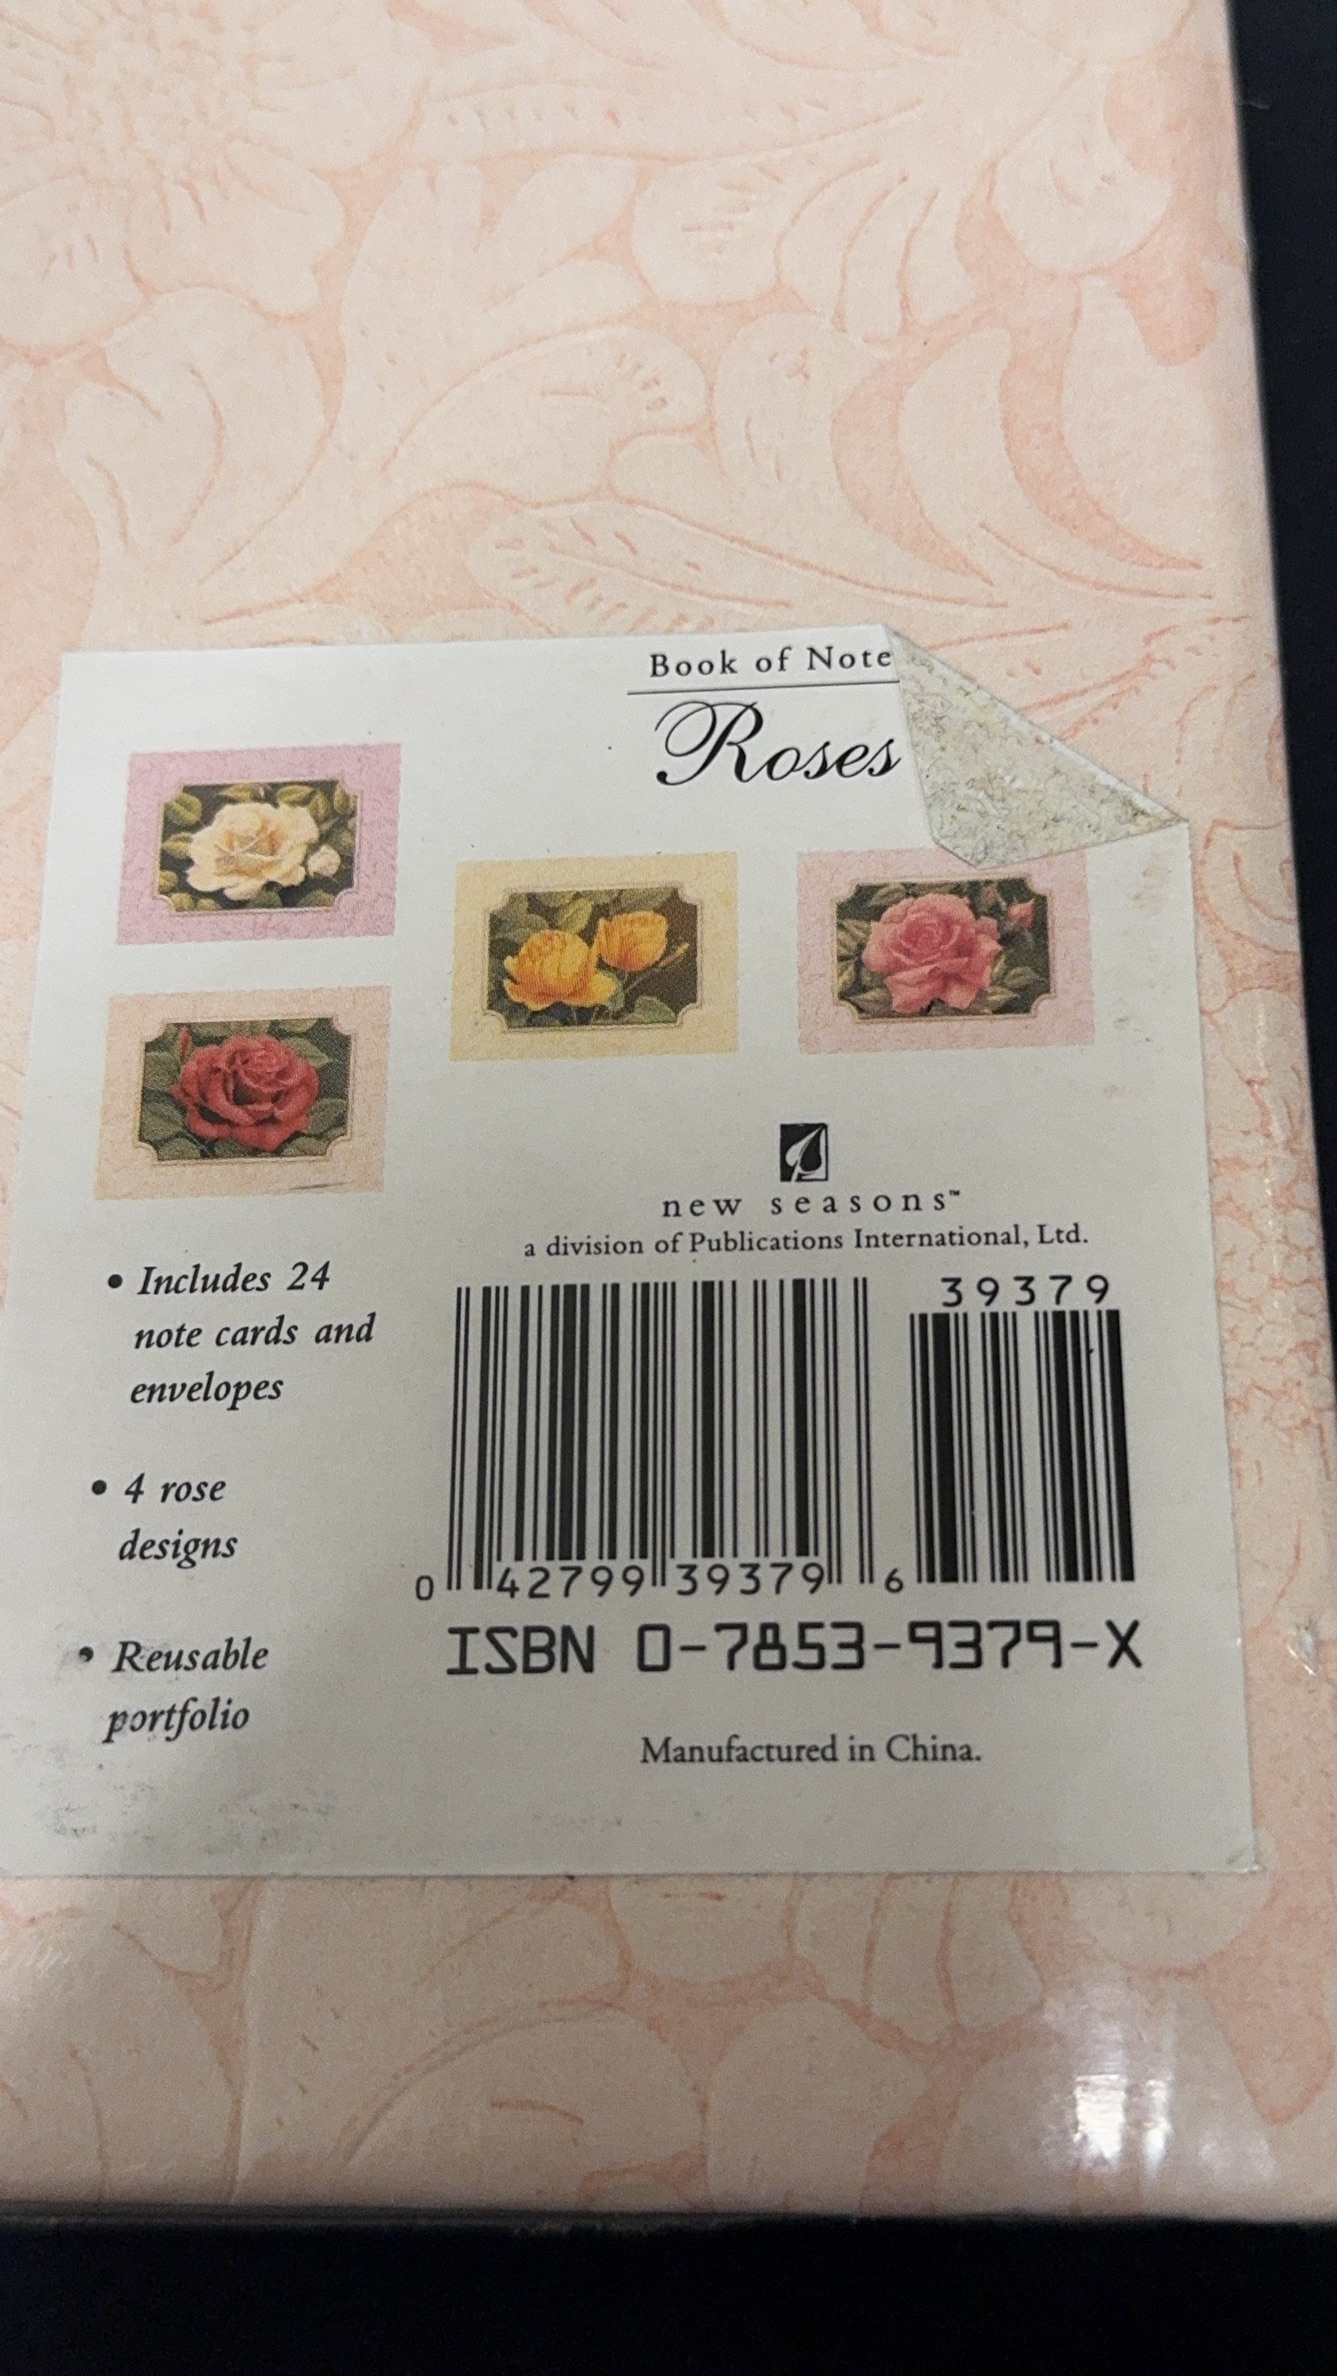 Book of Note
Roses
new seasons™
a division of Publications International, Ltd.
• Includes 24
note cards and
envelopes
• 4 rose
designs
• Reusable
portfolio
39379
0 42799 39379 6
ISBN 0-7853-9379-X
Manufactured in China.